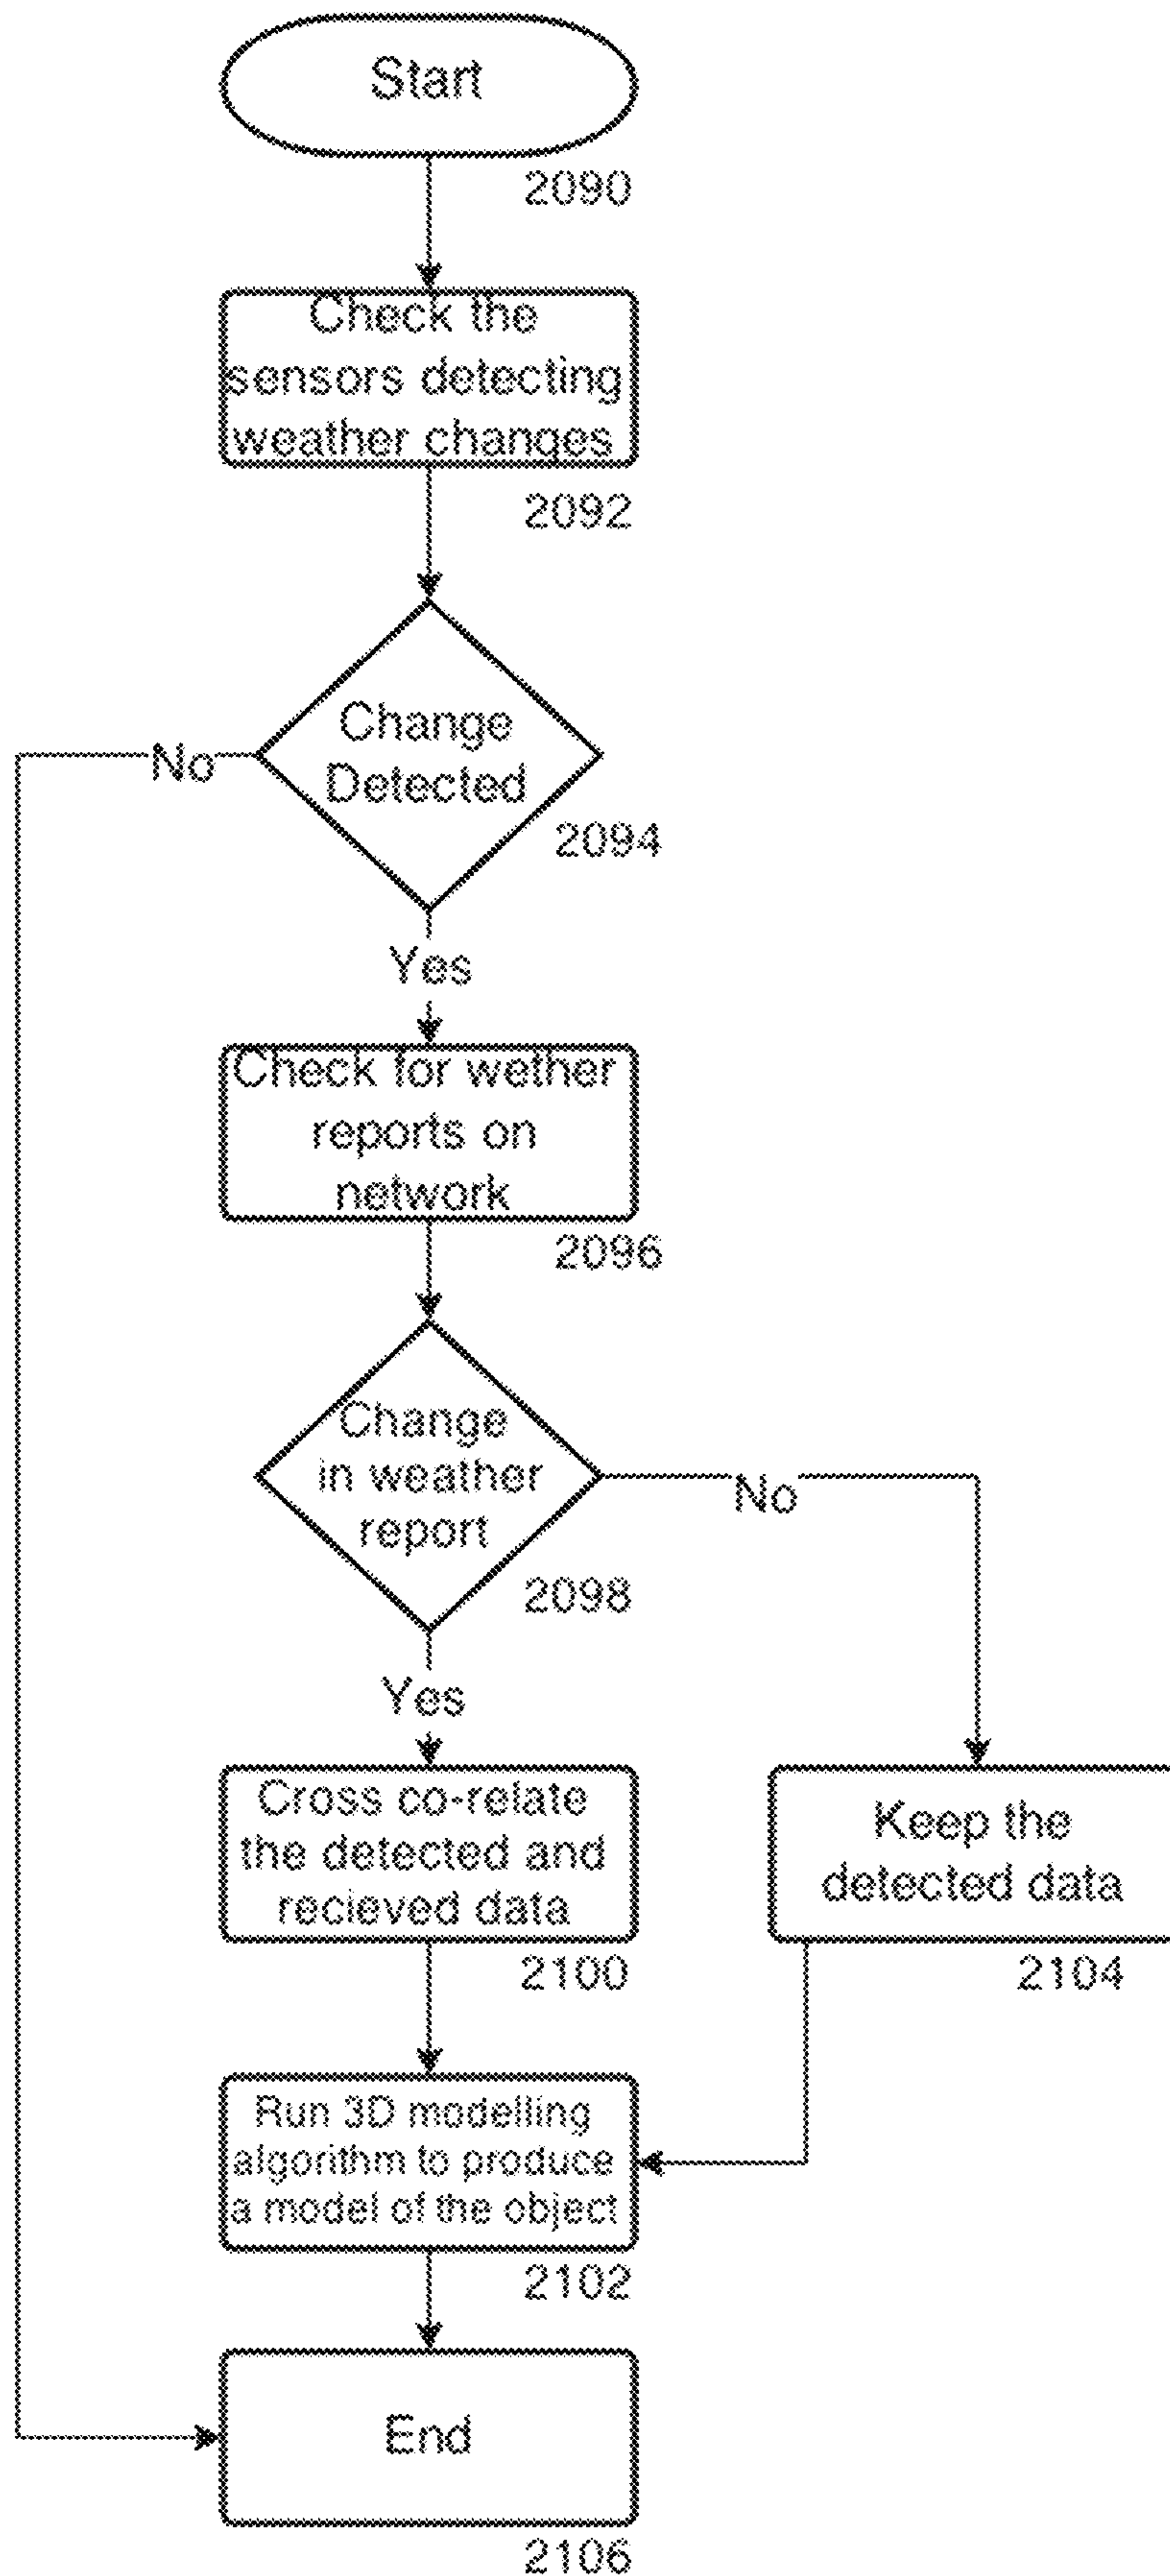 Start
2090
Check the
sensors detecting
weather changes
2092
Change
Detected
2094
No
Yes
Check for wether
reports on
network
2096
Change
in weather
report
2098
No
Yes
Cross co-relate
the detected and
recieved data
2100
Keep the
detected data
2104
Run 3D modelling
algorithm to produce
a model of the object
2102
End
2106